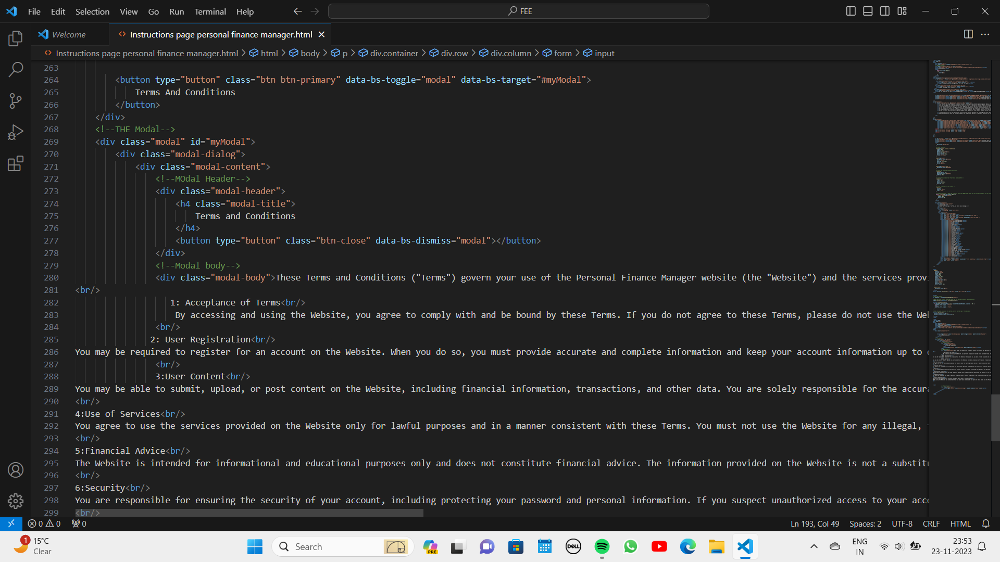 File Edit Selection View Go Run Terminal Help FEE
Welcome Instructions page personal finance manager.html
Instructions page personal finance manager.html > html > body > p > div.container > div.row > div.column > form > input
263
264 <button type="button" class="btn btn-primary" data-bs-toggle="modal" data-bs-target="#myModal">
265 Terms And Conditions
266 </button>
267 </div>
268 <!--THE Modal-->
269 <div class="modal" id="myModal">
270 <div class="modal-dialog">
271 <div class="modal-content">
272 <!--MOdal Header-->
273 <div class="modal-header">
274 <h4 class="modal-title">
275 Terms and Conditions
276 </h4>
277 <button type="button" class="btn-close" data-bs-dismiss="modal"></button>
278 </div>
279 <!--Modal body-->
280 <div class="modal-body">These Terms and Conditions ("Terms") govern your use of the Personal Finance Manager website (the "Website") and the services prov
281 <br/>
282 1: Acceptance of Terms<br/>
283 By accessing and using the Website, you agree to comply with and be bound by these Terms. If you do not agree to these Terms, please do not use the Web
284 <br/>
285 2: User Registration<br/>
286 You may be required to register for an account on the Website. When you do so, you must provide accurate and complete information and keep your account information up to
287 <br/>
288 3:User Content<br/>
289 You may be able to submit, upload, or post content on the Website, including financial information, transactions, and other data. You are solely responsible for the accura
290 <br/>
291 4:Use of Services<br/>
292 You agree to use the services provided on the Website only for lawful purposes and in a manner consistent with these Terms. You must not use the Website for any illegal,
293 <br/>
294 5:Financial Advice<br/>
295 The Website is intended for informational and educational purposes only and does not constitute financial advice. The information provided on the Website is not a substitu
296 <br/>
297 6:Security<br/>
298 You are responsible for ensuring the security of your account, including protecting your password and personal information. If you suspect unauthorized access to your acco
299 <br/>
0 0 0 Ln 193, Col 49 Spaces: 2 UTF-8 CRLF HTML
1 15°C
Clear
Search
PRE
DELL
ENG
IN
23:53
23-11-2023